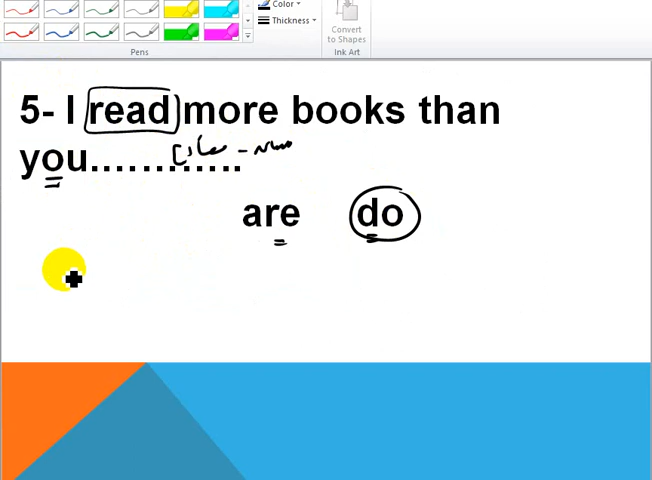 Color
Thickness
Convert
to Shapes
Pens
Ink Art
5- I read more books than
you.............
are do